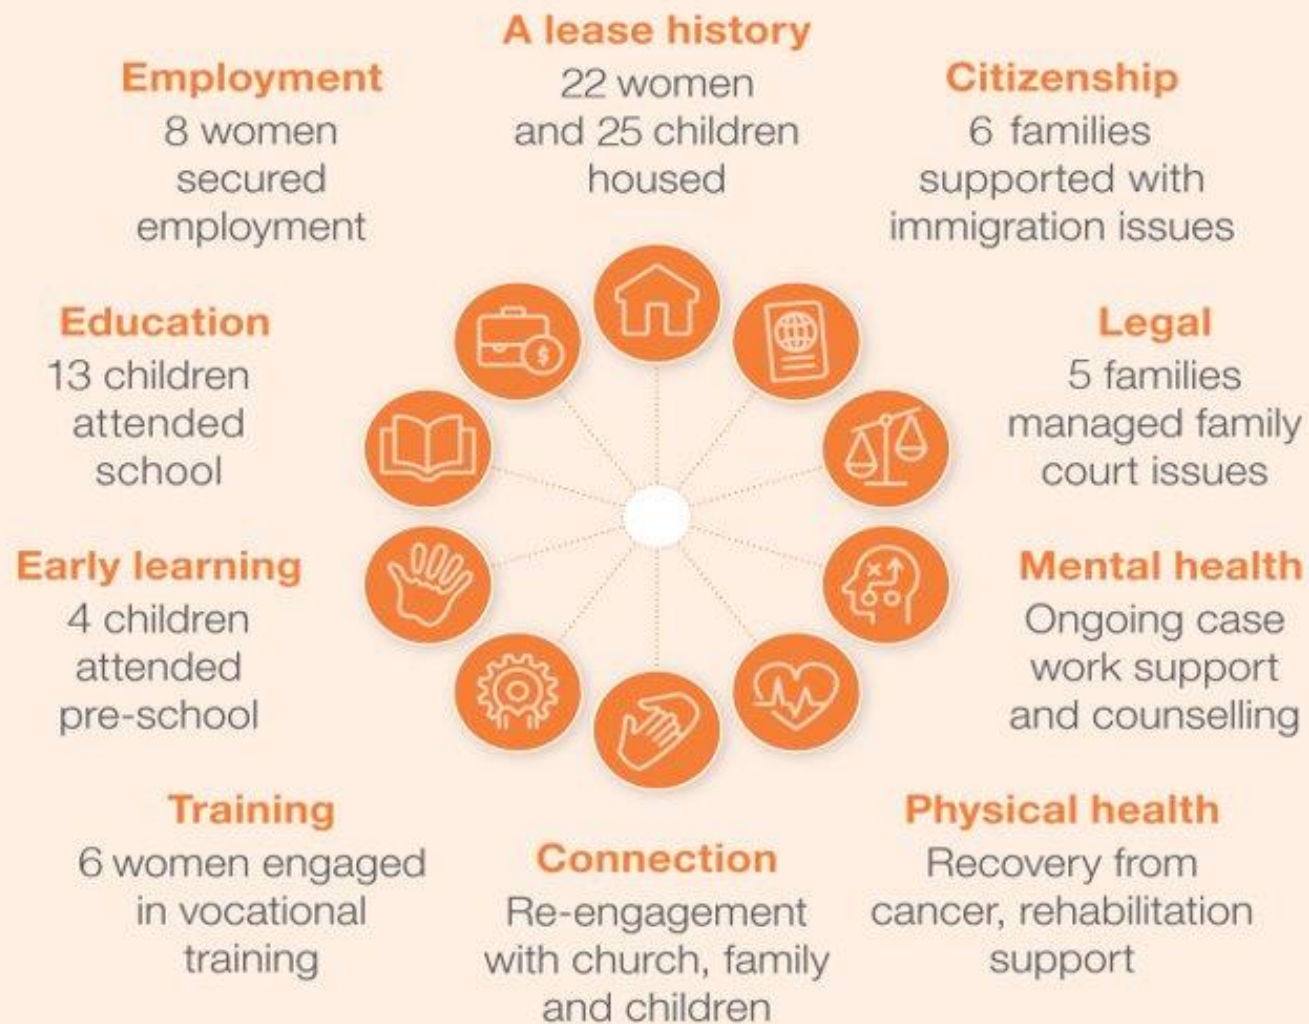 A lease history
22 women
and 25 children
housed
Citizenship
6 families
supported with
immigration issues
Legal
5 families
managed family
court issues
Mental health
Ongoing case
work support
and counselling
Physical health
Recovery from
cancer, rehabilitation
support
Connection
Re-engagement
with church, family
and children
Training
6 women engaged
in vocational
training
Early learning
4 children
attended
pre-school
Education
13 children
attended
school
Employment
8 women
secured
employment
$